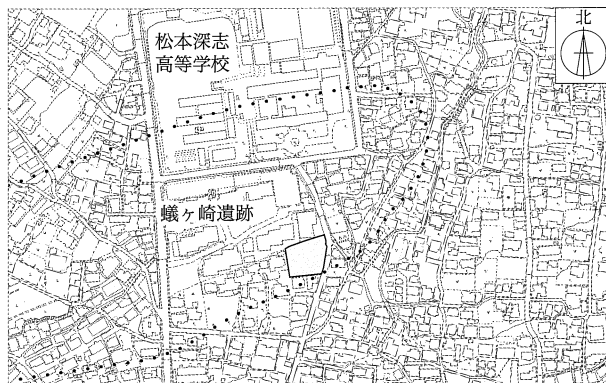 松本深志
高等学校
北
蟻ヶ崎遺跡